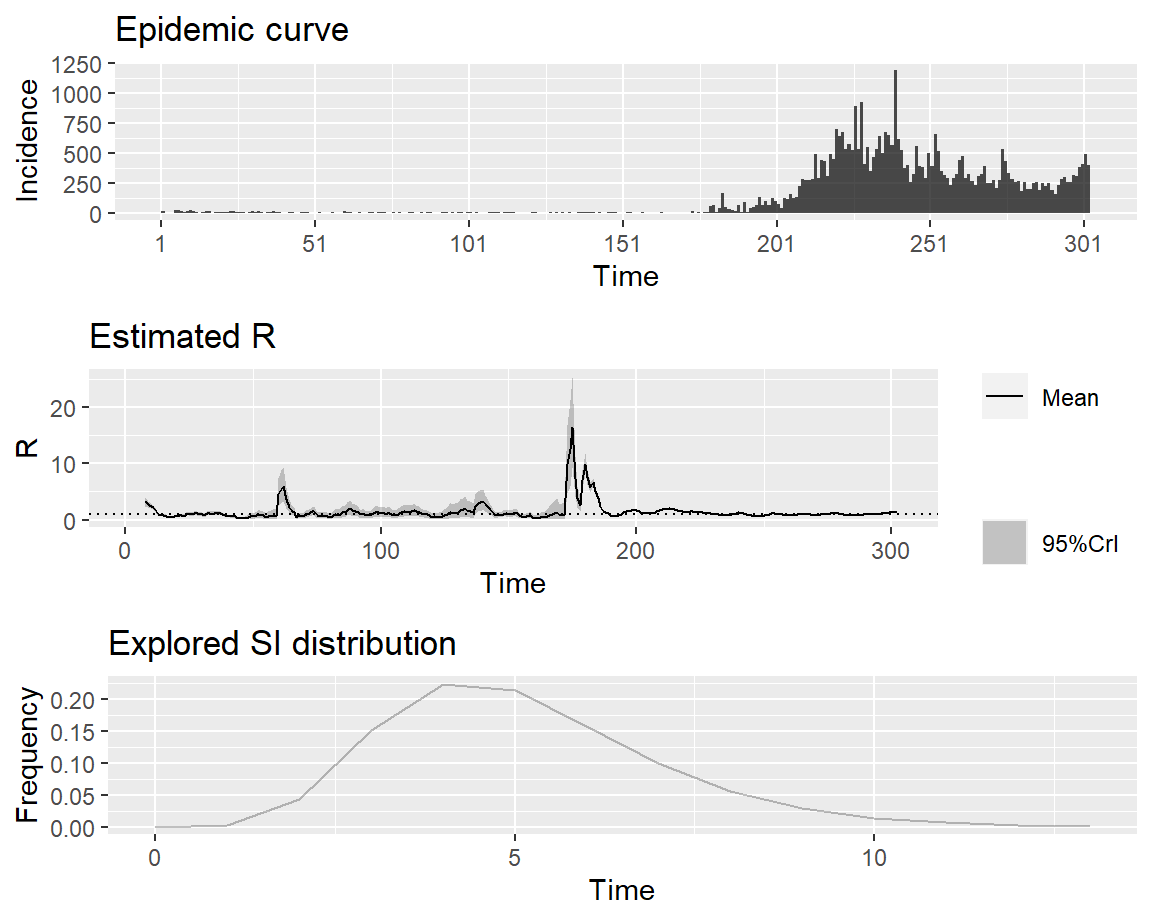 Epidemic curve
Incidence
1250
1000
750
500
250
0
1 51 101 151 201 251 301
Time
Estimated R
R
20
10
0
0 100 200 300
Time
Mean
95%CrI
Explored SI distribution
Frequency
0.20
0.15
0.10
0.05
0.00
0 5 10
Time